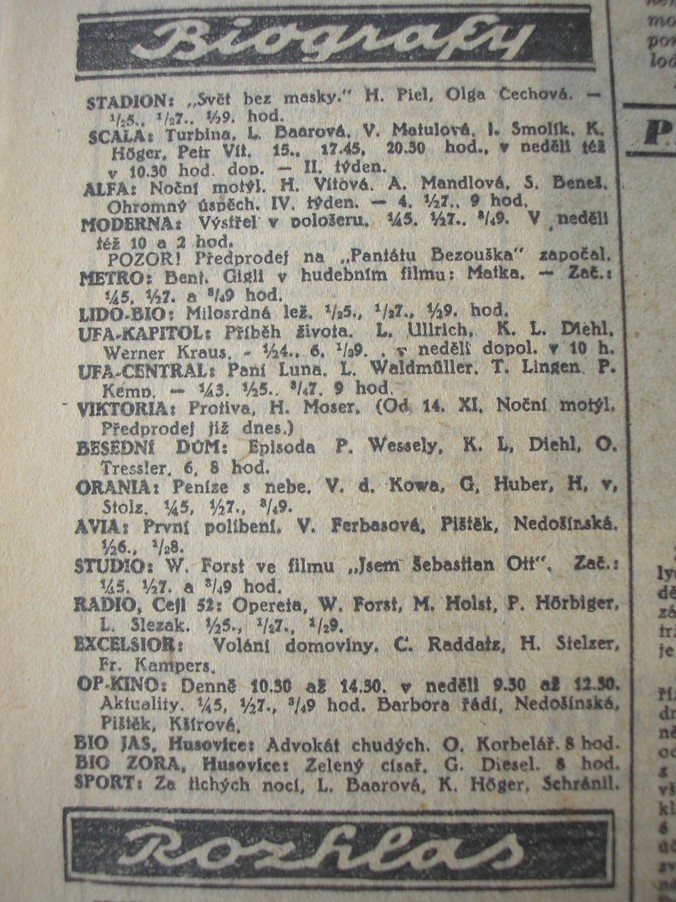 Biografy
STADION: „Svět bez masky." H. Piel, Olga Čechová. —
½5., ½7., ½9. hod.
SCALA: Turbina, L. Baarová, V. Matulová, I. Smolík, K.
Höger, Petr Vít. 15., 17.45, 20.30 hod., v neděli též
v 10.30 hod. dop. — II. týden.
ALFA: Noční motýl. H. Vítová, A. Mandlová, S. Beneš.
Ohromný úspěch. IV. týden. — 4. ½7., 9 hod.
MODERNA: Výstřel v pološeru. ¼5. ½7., ¾9. V neděli
též 10 a 2 hod.
POZOR! Předprodej na „Pantátu Bezouška" započal.
METRO: Benj. Gigli v hudebním filmu: Matka. — Zač.:
¼5, ½7. a ¾9 hod.
LIDO-BIO: Milosrdná lež. ½5., ½7., ½9. hod.
UFA-KAPITOL: Příběh života. L. Ullrich, K. L. Diehl,
Werner Kraus. - ½4., 6, ½9. , v neděli dopol. v 10 h.
UFA-CENTRAL: Paní Luna. L. Waldmüller, T. Lingen, P.
Kemp. — ¼3. ½5., ¾7. 9 hod.
VIKTORIA: Protiva, H. Moser. (Od 14. XI. Noční motýl.
Předprodej již dnes.)
BESEDNÍ DŮM: Episoda P. Wessely, K. L. Diehl, O.
Tressler. 6, 8 hod.
ORANIA: Peníze s nebe. V. d. Kowa, G. Huber, H. v.
Stolz. ¼5, ½7., ¾9.
AVIA: První políbení. V. Ferbasová, Pištěk, Nedošínská.
½6., ½8.
STUDIO: W. Forst ve filmu „Jsem Sebastian Ott". Zač.:
¼5. ½7. a ¾9 hod.
RADIO, Cejl 52: Opereta, W. Forst, M. Holst, P. Hörbiger,
L. Slezak. ½5., ½7., ½9.
EXCELSIOR: Volání domoviny. C. Raddatz, H. Stelzer,
Fr. Kampers.
OP-KINO: Denně 10.30 až 14.30. v neděli 9.30 až 12.30.
Aktuality. ¼5, ½7., ¾9 hod. Barbora řádí, Nedošínská,
Pištěk, Kšírová.
BIO JAS, Husovice: Advokát chudých. O. Korbelář. 8 hod.
BIO ZORA, Husovice: Zelený císař. G. Diesel. 8 hod.
SPORT: Za tichých nocí, L. Baarová, K. Höger, Schránil.
Rozhlas